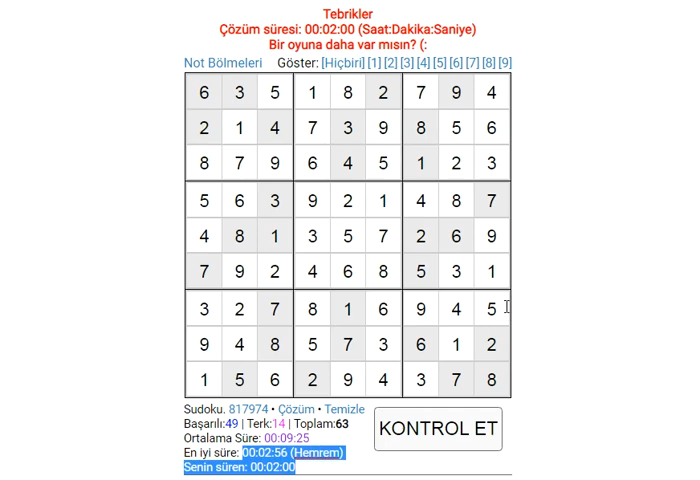 Tebrikler
Çözüm süresi: 00:02:00 (Saat:Dakika:Saniye)
Bir oyuna daha var mısın? (:
Not Bölmeleri Göster: [Hiçbiri] [1] [2] [3] [4] [5] [6] [7] [8] [9]
6 3 5 1 8 2 7 9 4
2 1 4 7 3 9 8 5 6
8 7 9 6 4 5 1 2 3
5 6 3 9 2 1 4 8 7
4 8 1 3 5 7 2 6 9
7 9 2 4 6 8 5 3 1
3 2 7 8 1 6 9 4 5
9 4 8 5 7 3 6 1 2
1 5 6 2 9 4 3 7 8
Sudoku. 817974 • Çözüm • Temizle
Başarılı:49 | Terk:14 | Toplam:63
Ortalama Süre: 00:09:25
En iyi süre: 00:02:56 (Hemrem)
Senin süren: 00:02:00
KONTROL ET